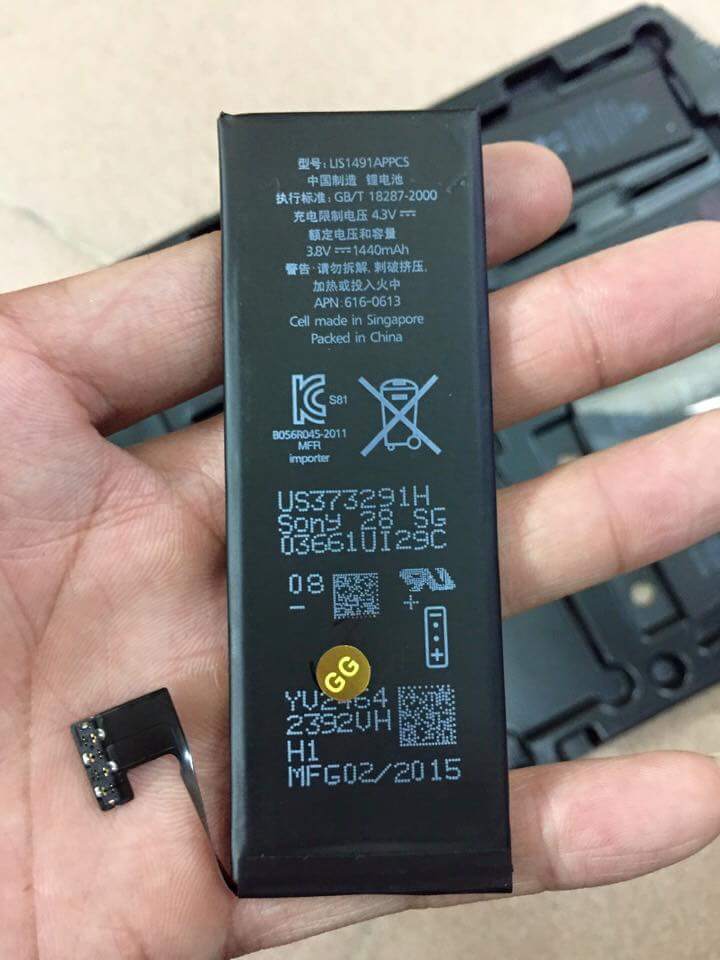 型号: LIS1491APPCS
中国制造 锂电池
执行标准: GB/T 18287-2000
充电限制电压 4.3V
额定电压和容量
3.8V 1440mAh
警告·请勿拆解, 刺破挤压,
加热或投入火中
APN: 616-0613
Cell made in Singapore
Packed in China
KC S81
B056R045-2011
MFR
importer
US373291H
Sony 28 SG
03661UI29C
08
GG
2392VH
H1
MFG02/2015